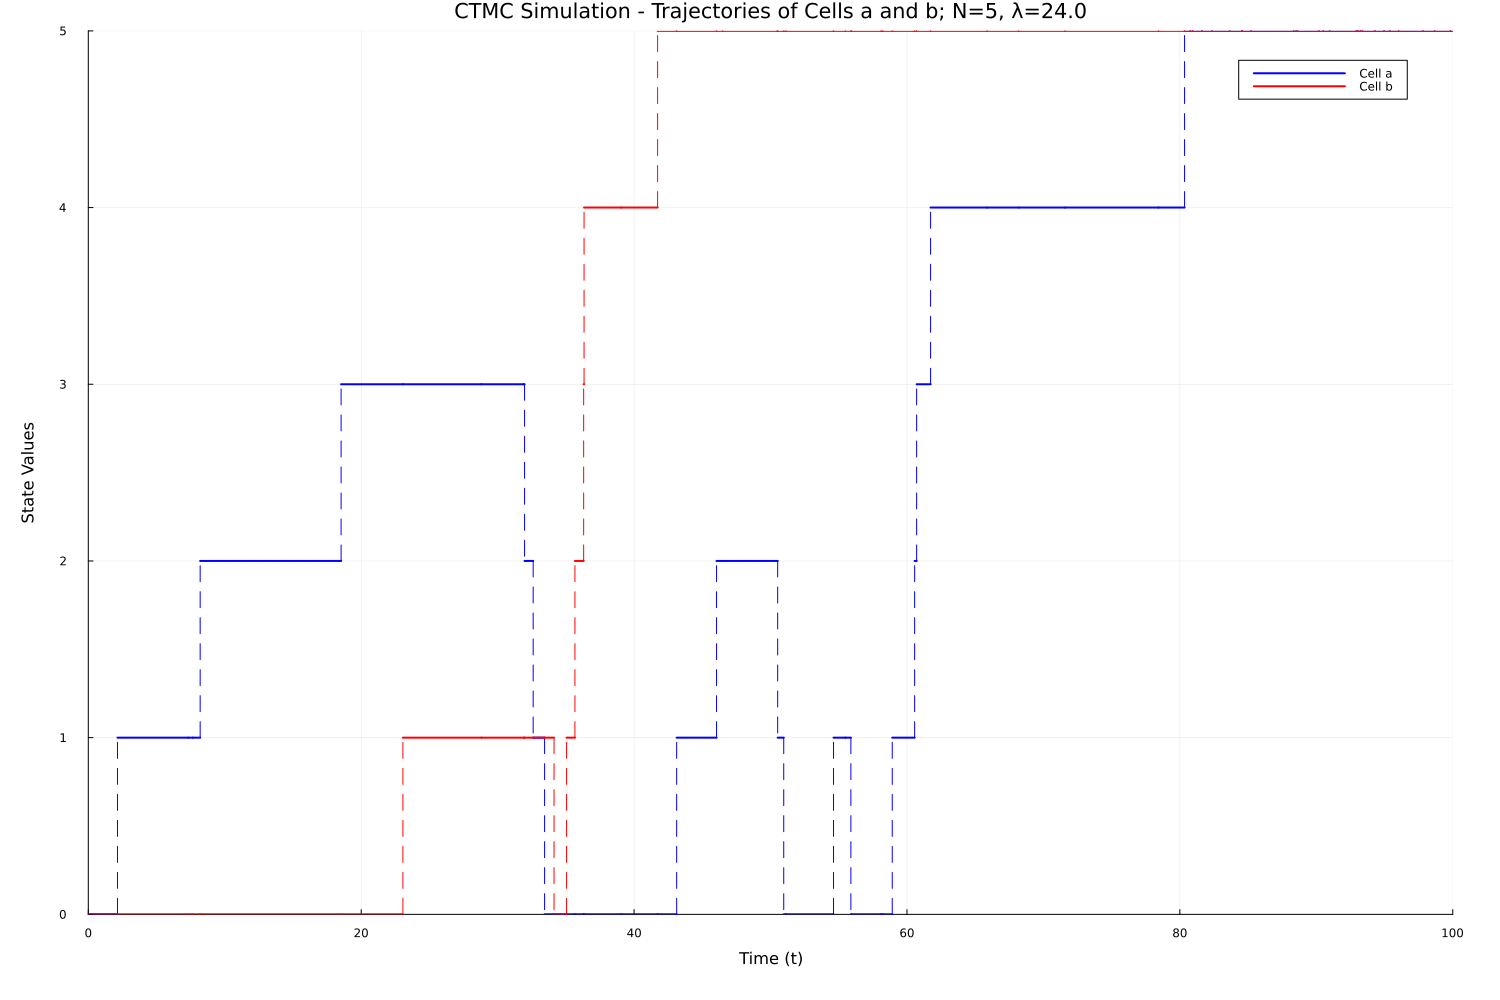 CTMC Simulation - Trajectories of Cells a and b; N=5, λ=24.0
5
Cell a
Cell b
4
3
State Values
2
1
0
0 20 40 60 80 100
Time (t)